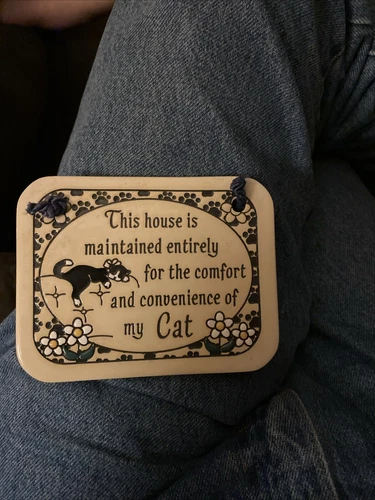 This house is
maintained entirely
for the comfort
and convenience of
my Cat